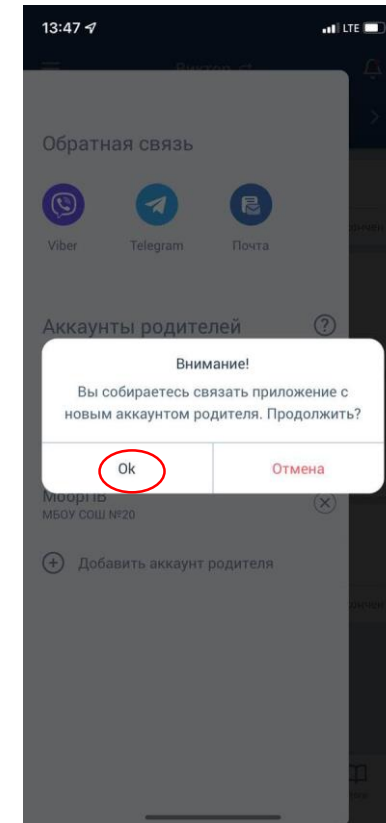 13:47
LTE
Виктор
Обратная связь
Viber
Telegram
Почта
Аккаунты родителей
Внимание!
Вы собираетесь связать приложение с
новым аккаунтом родителя. Продолжить?
Ok
Отмена
МБОУ СОШ №20
Добавить аккаунт родителя